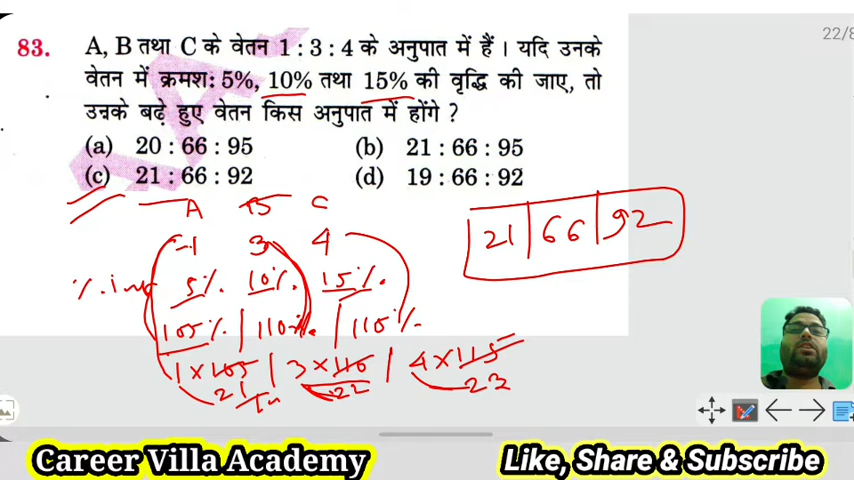 22/8
83. A, B तथा C के वेतन 1 : 3 : 4 के अनुपात में हैं। यदि उनके
वेतन में क्रमश: 5%, 10% तथा 15% की वृद्धि की जाए, तो
उनके बढ़े हुए वेतन किस अनुपात में होंगे ?
(a) 20 : 66 : 95 (b) 21 : 66 : 95
(c) 21 : 66 : 92 (d) 19 : 66 : 92
A B C
1 3 4
21 | 66 | 92
5% 10% 15%
105% | 110% | 115%
1 × 105 | 3 × 110 | 4 × 115
21 22 23
Career Villa Academy Like, Share & Subscribe